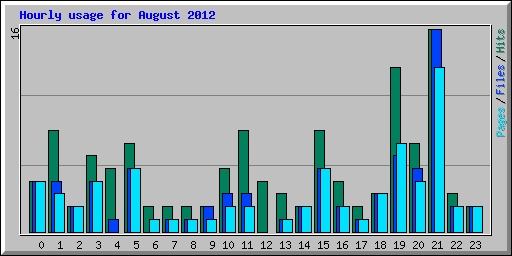 Hourly usage for August 2012
16
Pages/Files/Hits
0 1 2 3 4 5 6 7 8 9 10 11 12 13 14 15 16 17 18 19 20 21 22 23